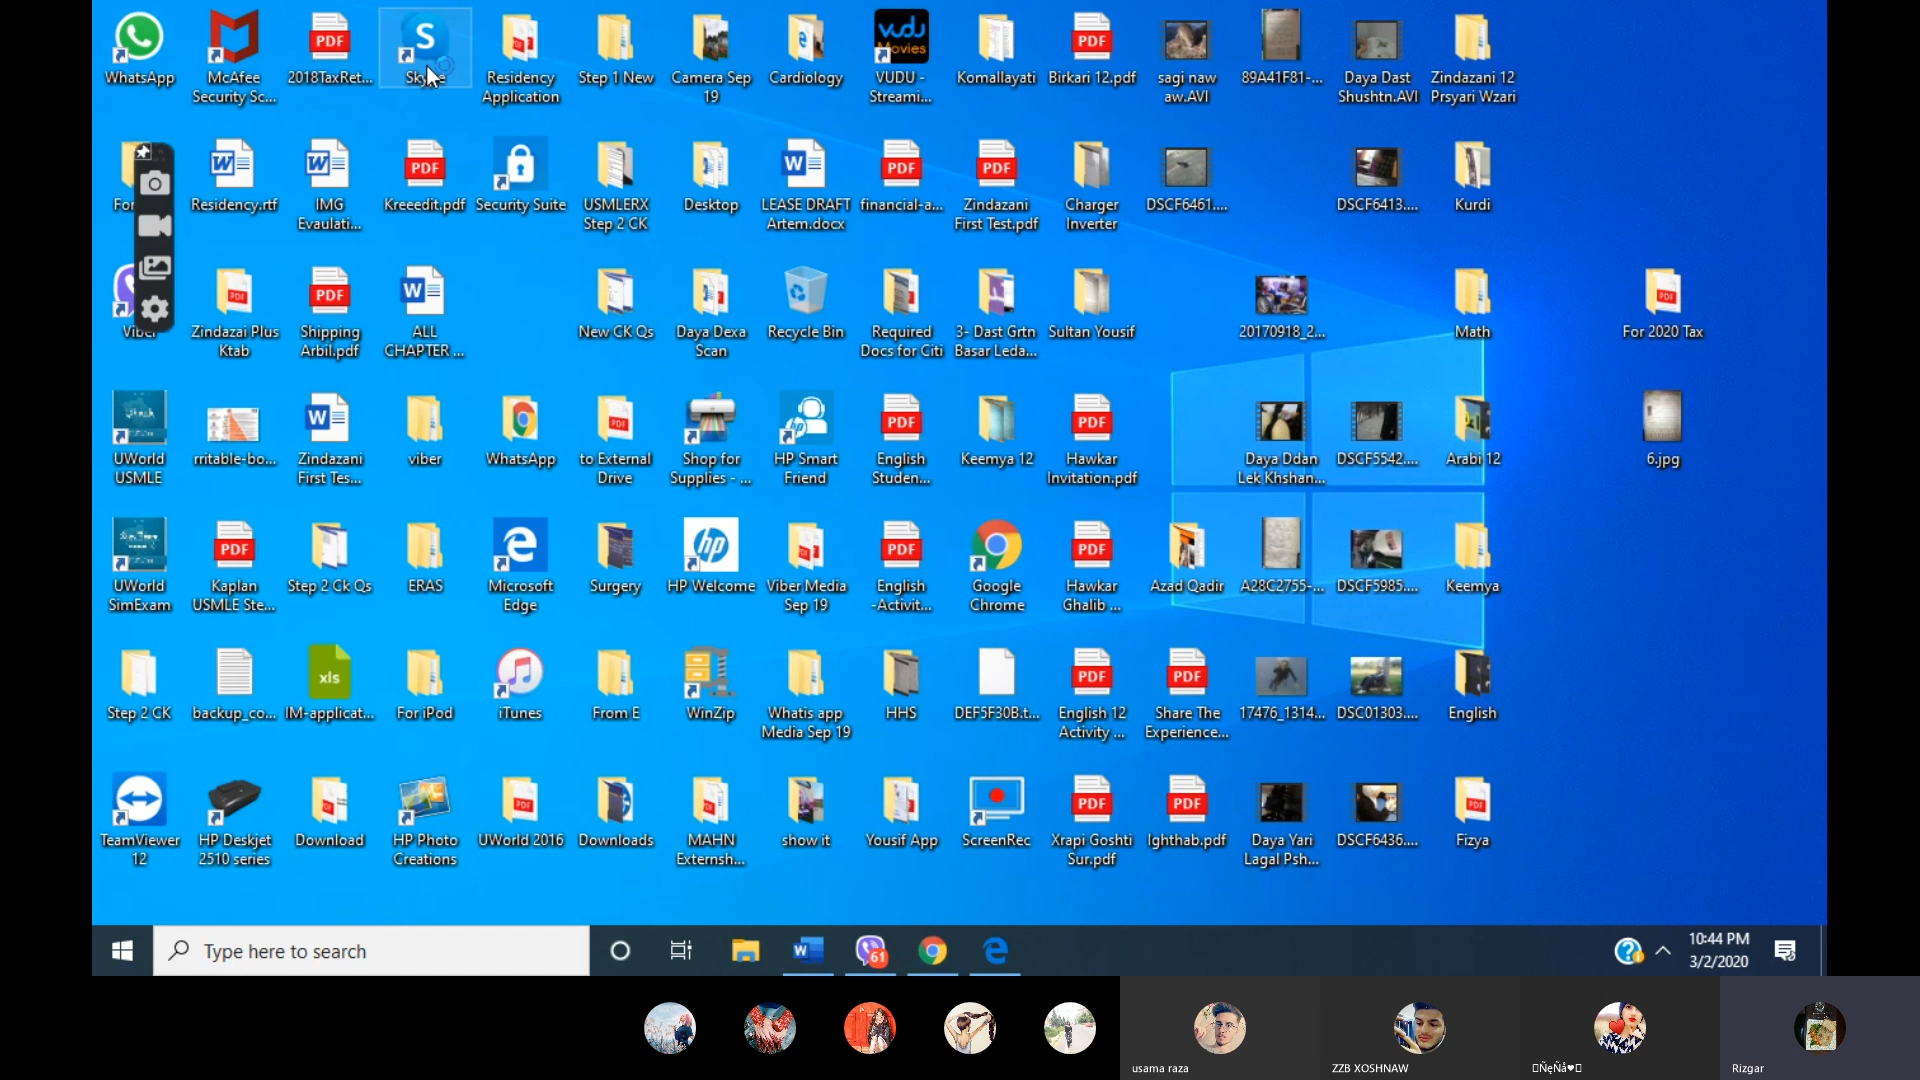 WhatsApp
McAfee
Security Sc...
2018TaxRet...
Residency
Application
Step 1 New
Camera Sep
19
Cardiology
VUDU -
Streami...
Komallayati
Birkari 12.pdf
sagi naw
aw.AVI
89A41F81-...
Daya Dast
Shushtn.AVI
Zindazani 12
Prsyari Wzari
Residency.rtf
IMG
Evaulati...
Kreeedit.pdf
Security Suite
USMLERX
Step 2 CK
Desktop
LEASE DRAFT
Artem.docx
financial-a...
Zindazani
First Test.pdf
Charger
Inverter
DSCF6461....
DSCF6413....
Kurdi
Viber
Zindazai Plus
Ktab
Shipping
Arbil.pdf
ALL
CHAPTER ...
New CK Qs
Daya Dexa
Scan
Recycle Bin
Required
Docs for Citi
3- Dast Grtn
Basar Leda...
Sultan Yousif
20170918_2...
Math
For 2020 Tax
UWorld
USMLE
rritable-bo...
Zindazani
First Tes...
viber
WhatsApp
to External
Drive
Shop for
Supplies - ...
HP Smart
Friend
English
Studen...
Keemya 12
Hawkar
Invitation.pdf
Daya Ddan
Lek Khshan...
DSCF5542....
Arabi 12
6.jpg
UWorld
SimExam
Kaplan
USMLE Ste...
Step 2 Ck Qs
ERAS
Microsoft
Edge
Surgery
HP Welcome
Viber Media
Sep 19
English
-Activit...
Google
Chrome
Hawkar
Ghalib ...
Azad Qadir
A28C2755-...
DSCF5985....
Keemya
Step 2 CK
backup_co...
IM-applicat...
For iPod
iTunes
From E
WinZip
Whatis app
Media Sep 19
HHS
DEF5F30B.t...
English 12
Activity ...
Share The
Experience...
17476_1314...
DSC01303....
English
TeamViewer
12
HP Deskjet
2510 series
Download
HP Photo
Creations
UWorld 2016
Downloads
MAHN
Externsh...
show it
Yousif App
ScreenRec
Xrapi Goshti
Sur.pdf
Ighthab.pdf
Daya Yari
Lagal Psh...
DSCF6436....
Fizya
Type here to search
61
10:44 PM
3/2/2020
usama raza
ZZB XOSHNAW
Rizgar